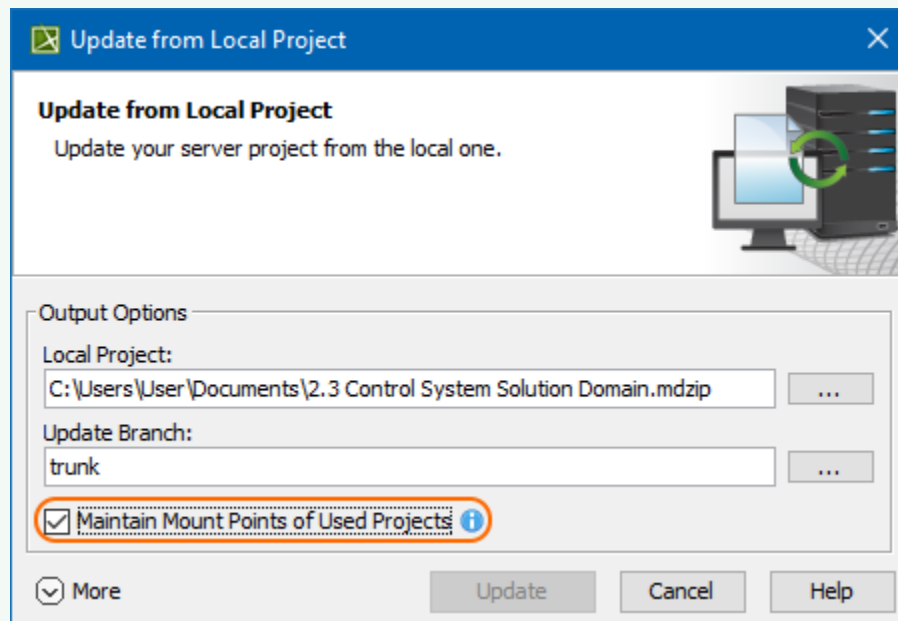 Update from Local Project
Update from Local Project
Update your server project from the local one.
Output Options
Local Project:
C:\Users\User\Documents\2.3 Control System Solution Domain.mdzip
...
Update Branch:
trunk
...
Maintain Mount Points of Used Projects
More
Update
Cancel
Help